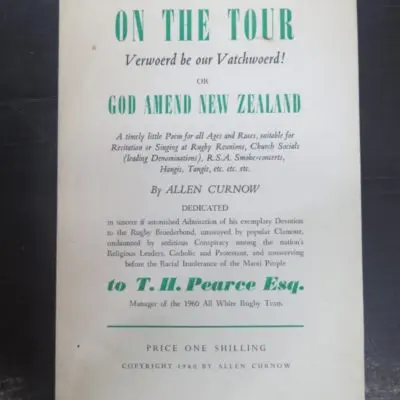 ON THE TOUR
Verwoerd be our Vatchwoerd!
OR
GOD AMEND NEW ZEALAND
A timely little Poem for all Ages and Races, suitable for
Recitation or Singing at Rugby Reunions, Church Socials
(leading Denominations), R.S.A. Smoke-concerts,
Hangis, Tangis, etc. etc. etc.
By ALLEN CURNOW
DEDICATED
in sincere if astonished Admiration of his exemplary Devotion
to the Rugby Broederbond, unswayed by popular Clamour,
undaunted by seditious Conspiracy among the nation's
Religious Leaders, Catholic and Protestant, and unswerving
before the Racial Intolerance of the Maori People
to T. H. Pearce Esq.
Manager of the 1960 All White Rugby Team.
PRICE ONE SHILLING
COPYRIGHT 1960 BY ALLEN CURNOW